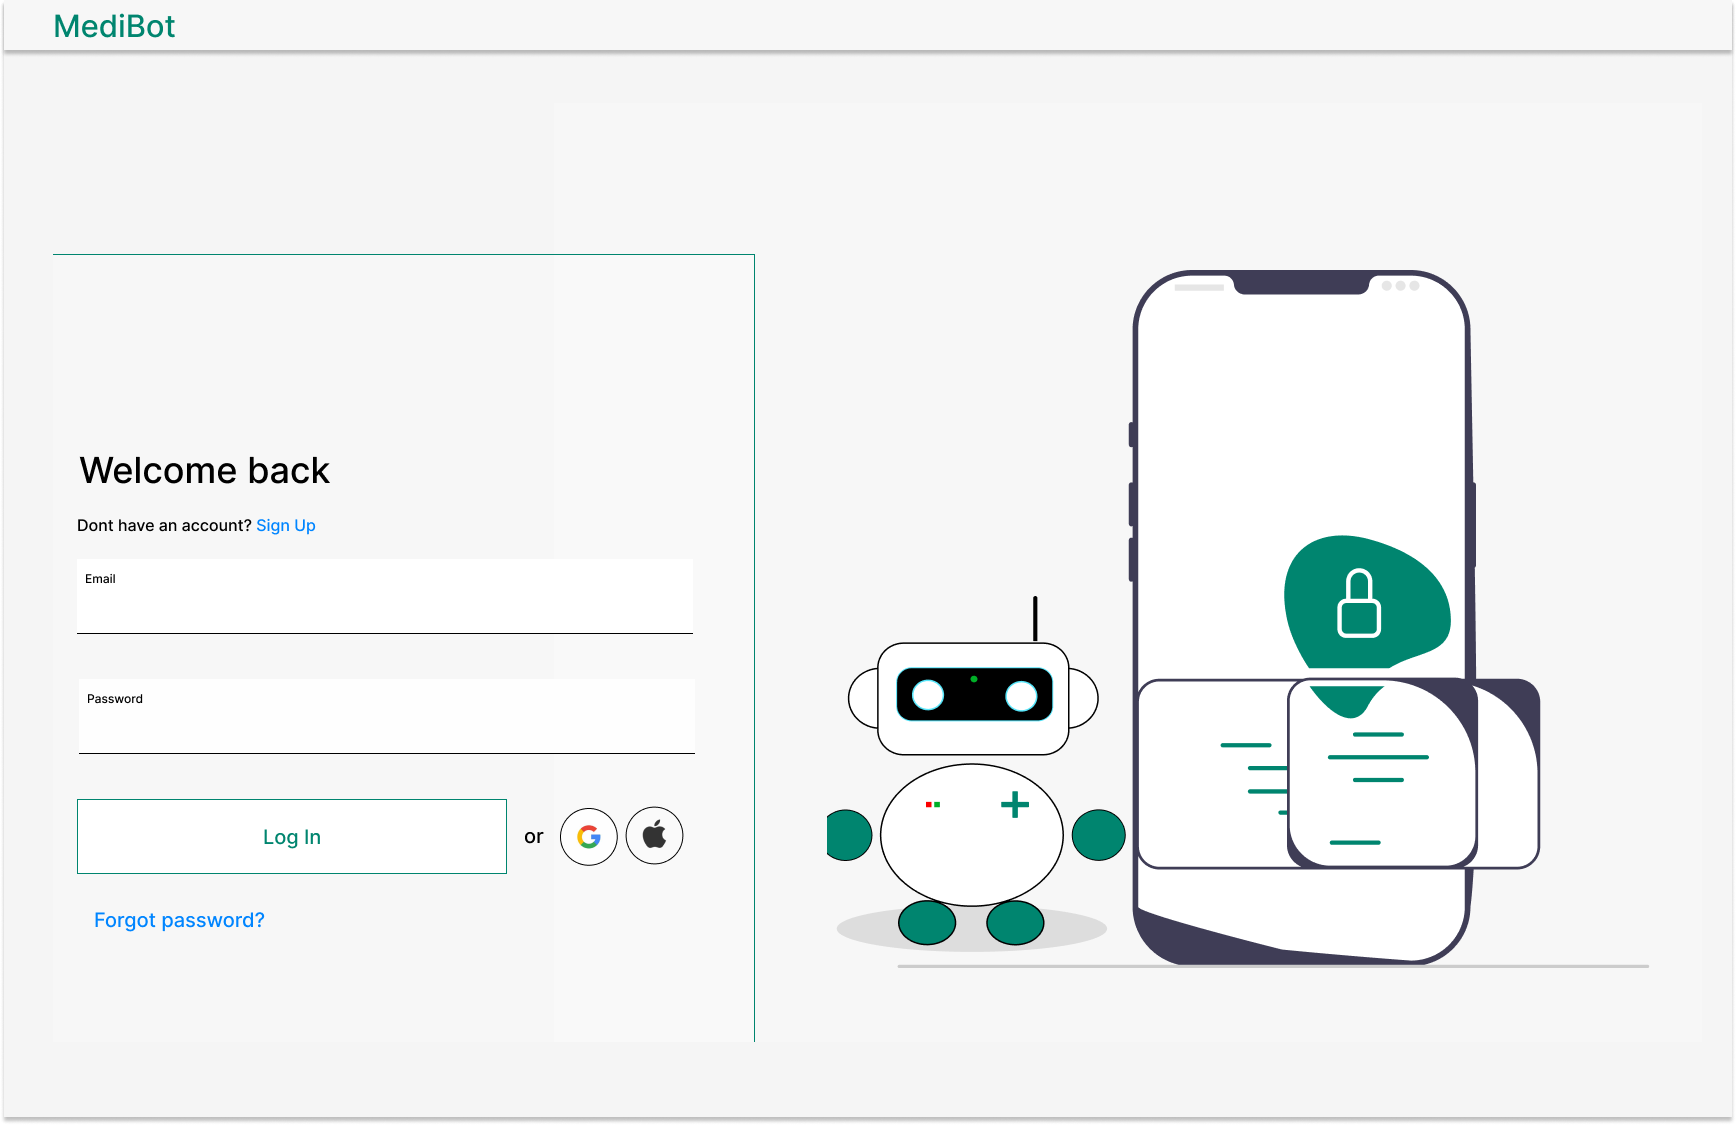 MediBot
Welcome back
Dont have an account? Sign Up
Email
Password
Log In
or
Forgot password?